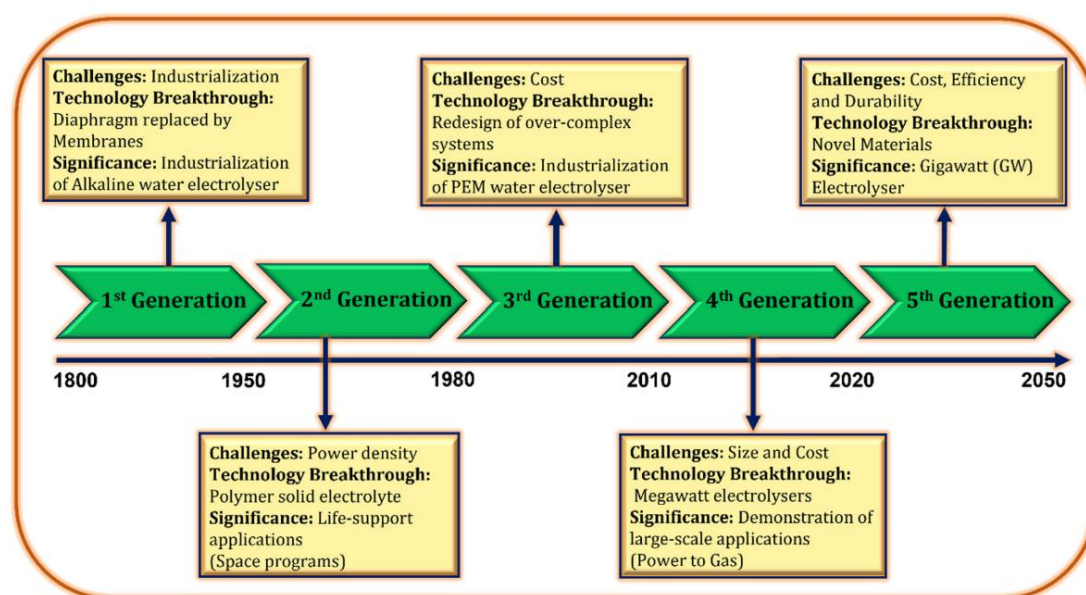 Challenges: Industrialization
Technology Breakthrough:
Diaphragm replaced by
Membranes
Significance: Industrialization
of Alkaline water electrolyser
Challenges: Cost
Technology Breakthrough:
Redesign of over-complex
systems
Significance: Industrialization
of PEM water electrolyser
Challenges: Cost, Efficiency
and Durability
Technology Breakthrough:
Novel Materials
Significance: Gigawatt (GW)
Electrolyser
1st Generation
2nd Generation
3rd Generation
4th Generation
5th Generation
1800
1950
1980
2010
2020
2050
Challenges: Power density
Technology Breakthrough:
Polymer solid electrolyte
Significance: Life-support
applications
(Space programs)
Challenges: Size and Cost
Technology Breakthrough:
Megawatt electrolysers
Significance: Demonstration of
large-scale applications
(Power to Gas)